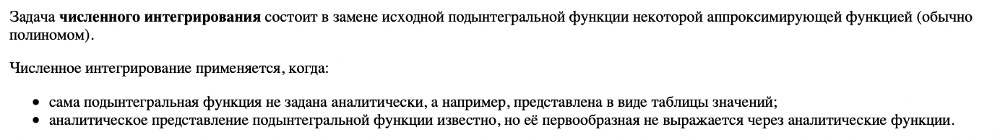 Задача численного интегрирования состоит в замене исходной подынтегральной функции некоторой аппроксимирующей функцией (обычно
полиномом).
Численное интегрирование применяется, когда:
• сама подынтегральная функция не задана аналитически, а например, представлена в виде таблицы значений;
• аналитическое представление подынтегральной функции известно, но её первообразная не выражается через аналитические функции.